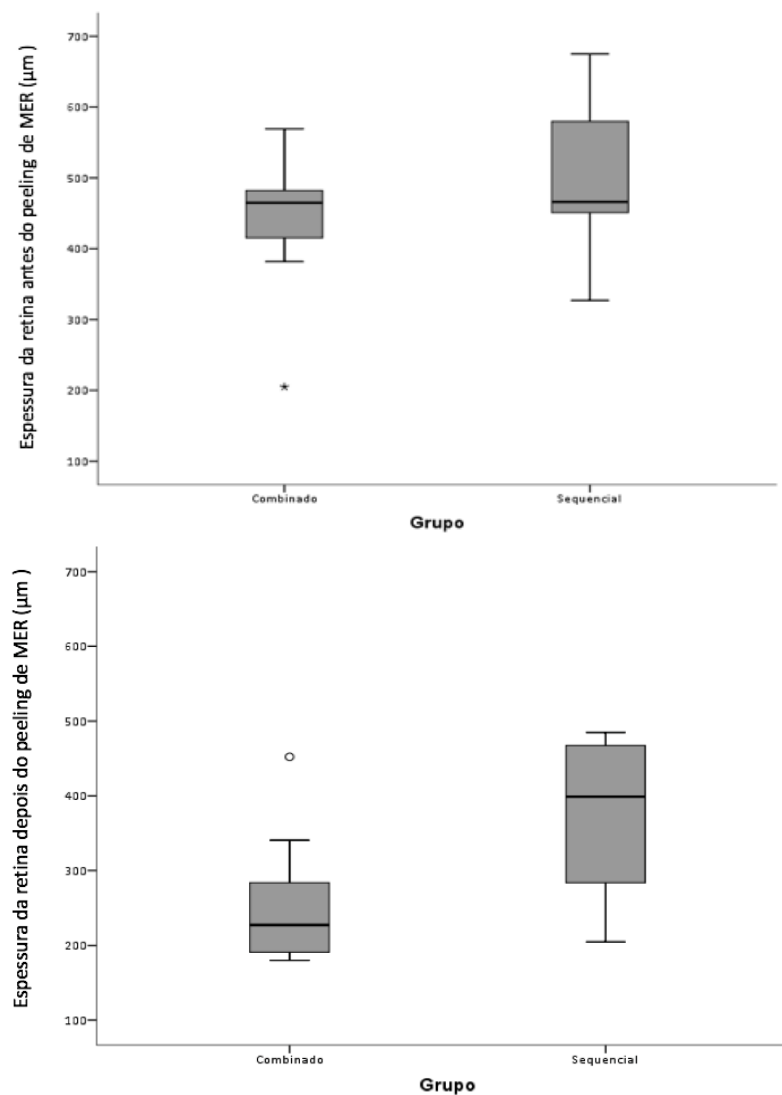 Espessura da retina antes do peeling de MER (µm )
700
600
500
400
300
200
100
*
Combinado Sequencial
Grupo
Espessura da retina depois do peeling de MER (µm )
700
600
500
400
300
200
100
Combinado Sequencial
Grupo